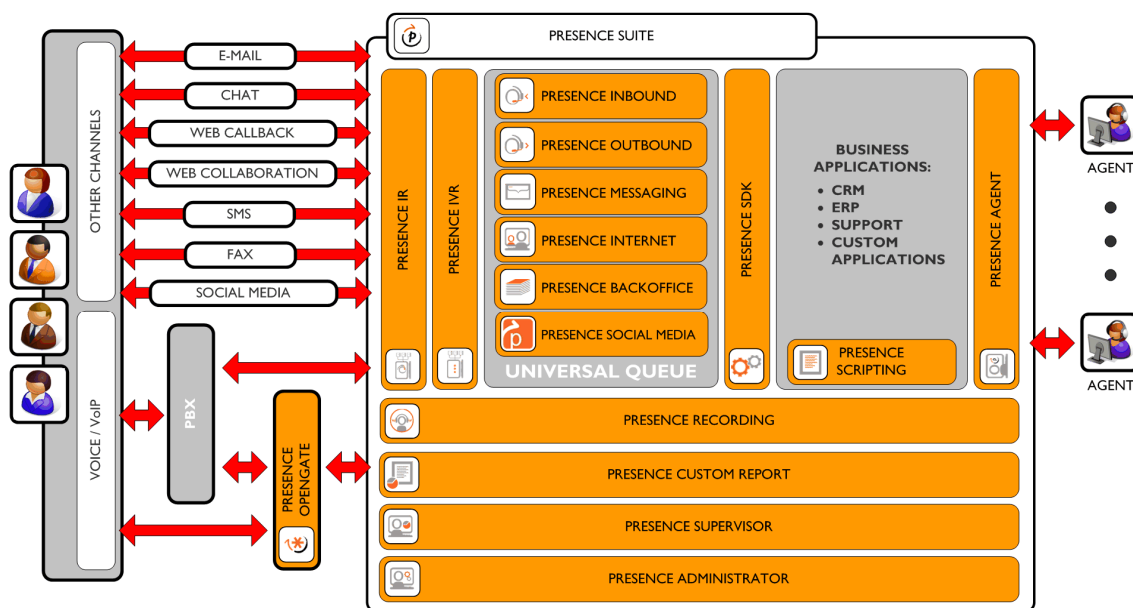 PRESENCE SUITE
OTHER CHANNELS
VOICE / VoIP
E-MAIL
CHAT
WEB CALLBACK
WEB COLLABORATION
SMS
FAX
SOCIAL MEDIA
PBX
PRESENCE
OPENGATE
PRESENCE IR
PRESENCE IVR
PRESENCE INBOUND
PRESENCE OUTBOUND
PRESENCE MESSAGING
PRESENCE INTERNET
PRESENCE BACKOFFICE
p
PRESENCE SOCIAL MEDIA
UNIVERSAL QUEUE
PRESENCE SDK
BUSINESS
APPLICATIONS:
• CRM
• ERP
• SUPPORT
• CUSTOM
APPLICATIONS
PRESENCE
SCRIPTING
PRESENCE AGENT
AGENT
AGENT
PRESENCE RECORDING
PRESENCE CUSTOM REPORT
PRESENCE SUPERVISOR
PRESENCE ADMINISTRATOR